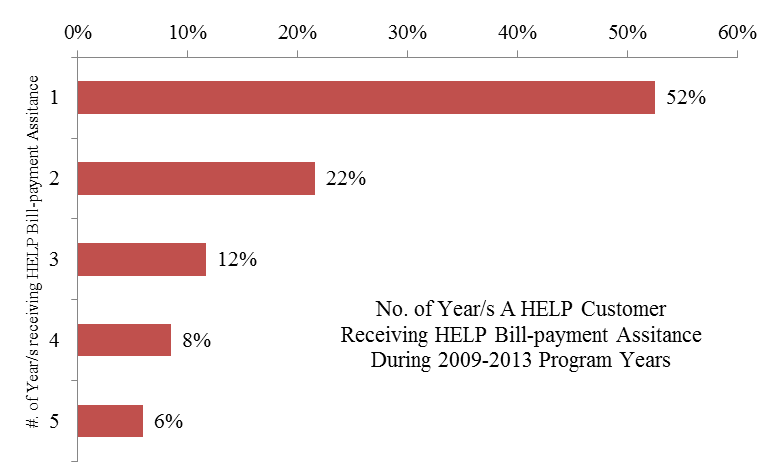 0% 10% 20% 30% 40% 50% 60%
#. of Year/s receiving HELP Bill-payment Assitance
1 52%
2 22%
3 12%
4 8%
5 6%
No. of Year/s A HELP Customer
Receiving HELP Bill-payment Assitance
During 2009-2013 Program Years